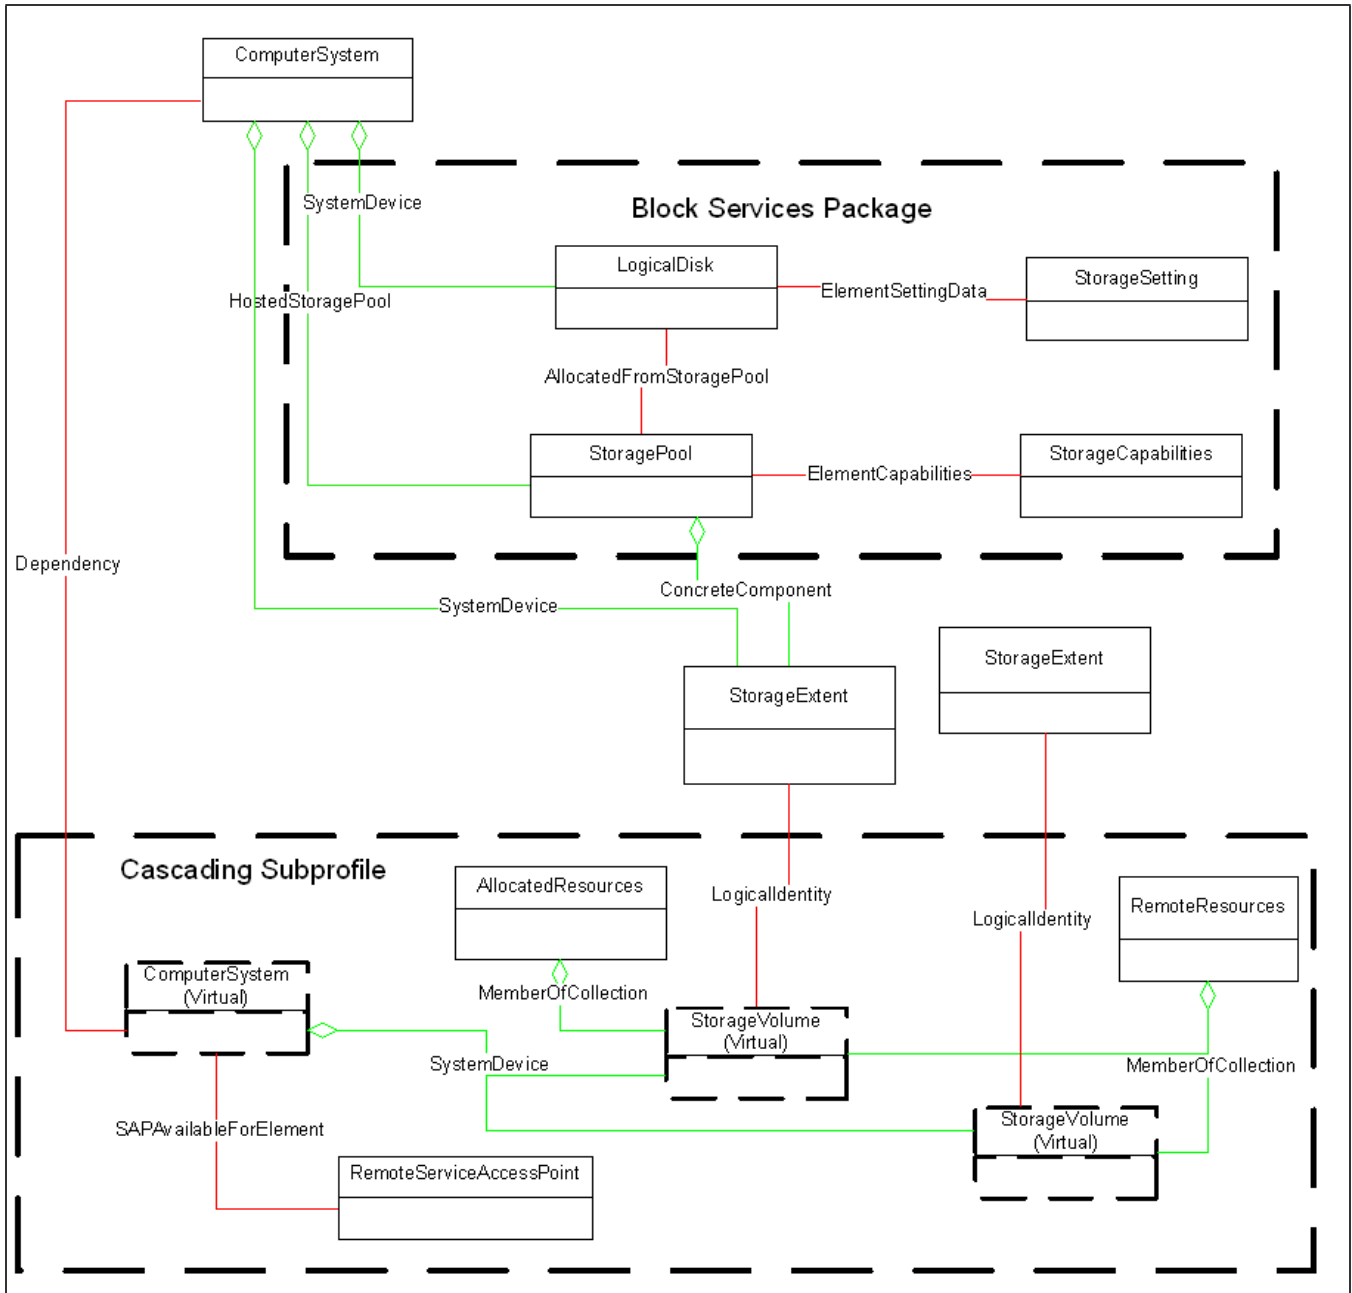 ComputerSystem
SystemDevice
Block Services Package
LogicalDisk
StorageSetting
ElementSettingData
HostedStoragePool
AllocatedFromStoragePool
StoragePool
StorageCapabilities
ElementCapabilities
Dependency
ConcreteComponent
SystemDevice
StorageExtent
StorageExtent
Cascading Subprofile
AllocatedResources
LogicalIdentity
RemoteResources
LogicalIdentity
ComputerSystem
(Virtual)
MemberOfCollection
StorageVolume
(Virtual)
SystemDevice
MemberOfCollection
StorageVolume
(Virtual)
SAPAvailableForElement
RemoteServiceAccessPoint